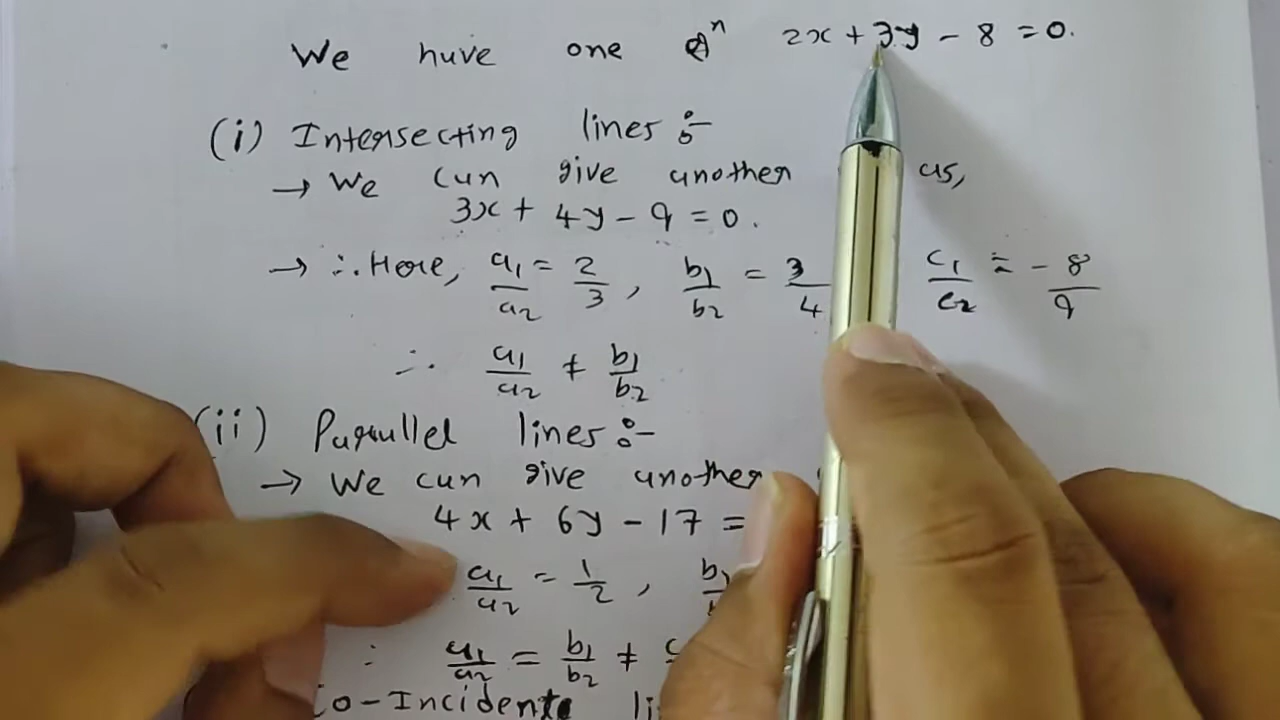 We have one eqⁿ 2x + 3y - 8 = 0.
(i) Intersecting lines :-
→ We can give another as,
3x + 4y - 9 = 0.
→ ∴ Here, a₁/a₂ = 2/3, b₁/b₂ = 3/4 c₁/c₂ = -8/9
∴ a₁/a₂ ≠ b₁/b₂
(ii) Parallel lines :-
→ We can give another
4x + 6y - 17 =
a₁/a₂ = 1/2, b₁
∴ a₁/a₂ = b₁/b₂ ≠
Co-Incidente